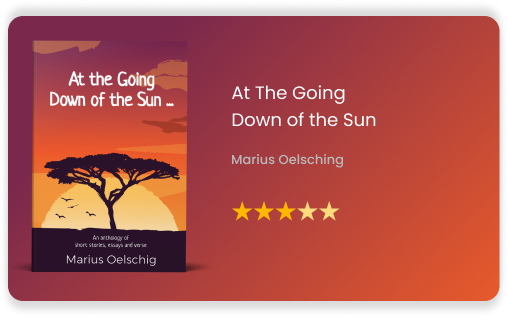 At the Going
Down of the Sun ...
An anthology of
short stories, essays and verse
Marius Oelschig
At The Going
Down of the Sun
Marius Oelsching